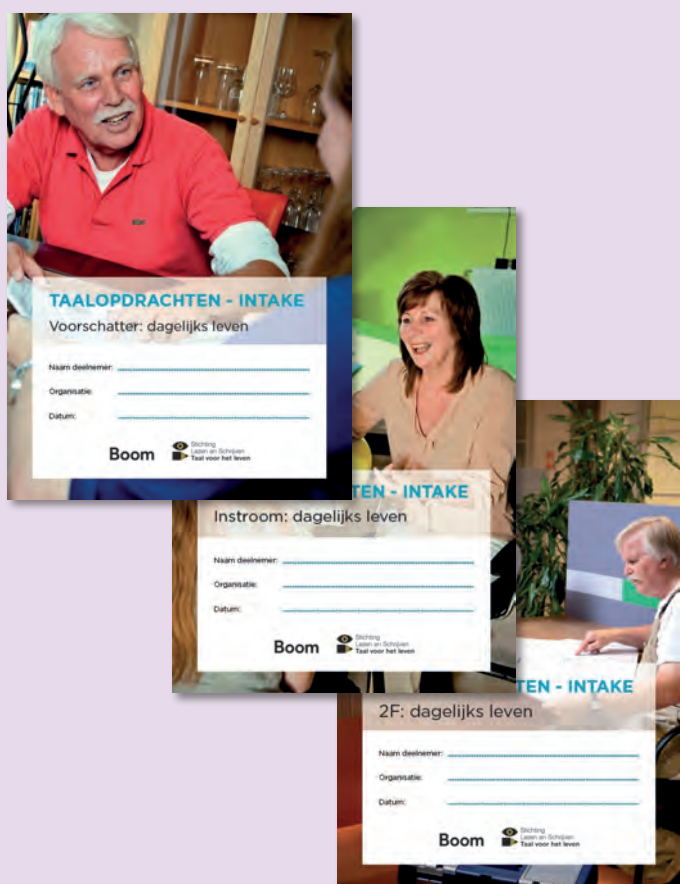 TAALOPDRACHTEN - INTAKE
Voorschatter: dagelijks leven
Naam deelnemer:
Organisatie:
Datum:
Boom
Stichting
Lezen en Schrijven
Taal voor het leven
TEN - INTAKE
Instroom: dagelijks leven
Naam deelnemer:
Organisatie:
Datum:
Boom
Stichting
Lezen en Schrijven
Taal voor het leven
TEN - INTAKE
2F: dagelijks leven
Naam deelnemer:
Organisatie:
Datum:
Boom
Stichting
Lezen en Schrijven
Taal voor het leven